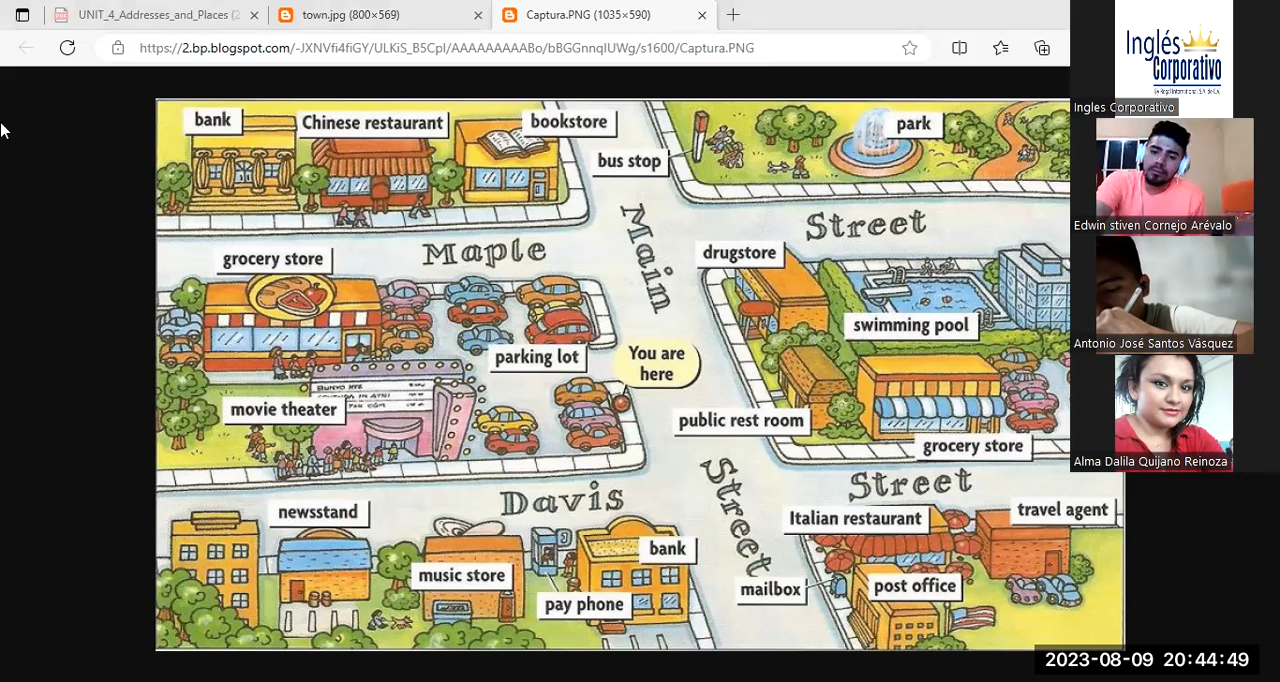 UNIT_4_Addresses_and_Places (2
town.jpg (800×569)
Captura.PNG (1035×590)
https://2.bp.blogspot.com/-JXNVfi4fiGY/ULKiS_B5CpI/AAAAAAAAABo/bBGGnnqIUWg/s1600/Captura.PNG
Inglés
Corporativo
Ingles Corporativo
Edwin stiven Cornejo Arévalo
Antonio José Santos Vásquez
Alma Dalila Quijano Reinoza
bank
Chinese restaurant
bookstore
bus stop
park
Maple
Main
Street
grocery store
drugstore
swimming pool
parking lot
You are
here
movie theater
public rest room
grocery store
Davis
Street
Street
newsstand
music store
pay phone
bank
Italian restaurant
travel agent
mailbox
post office
2023-08-09 20:44:49